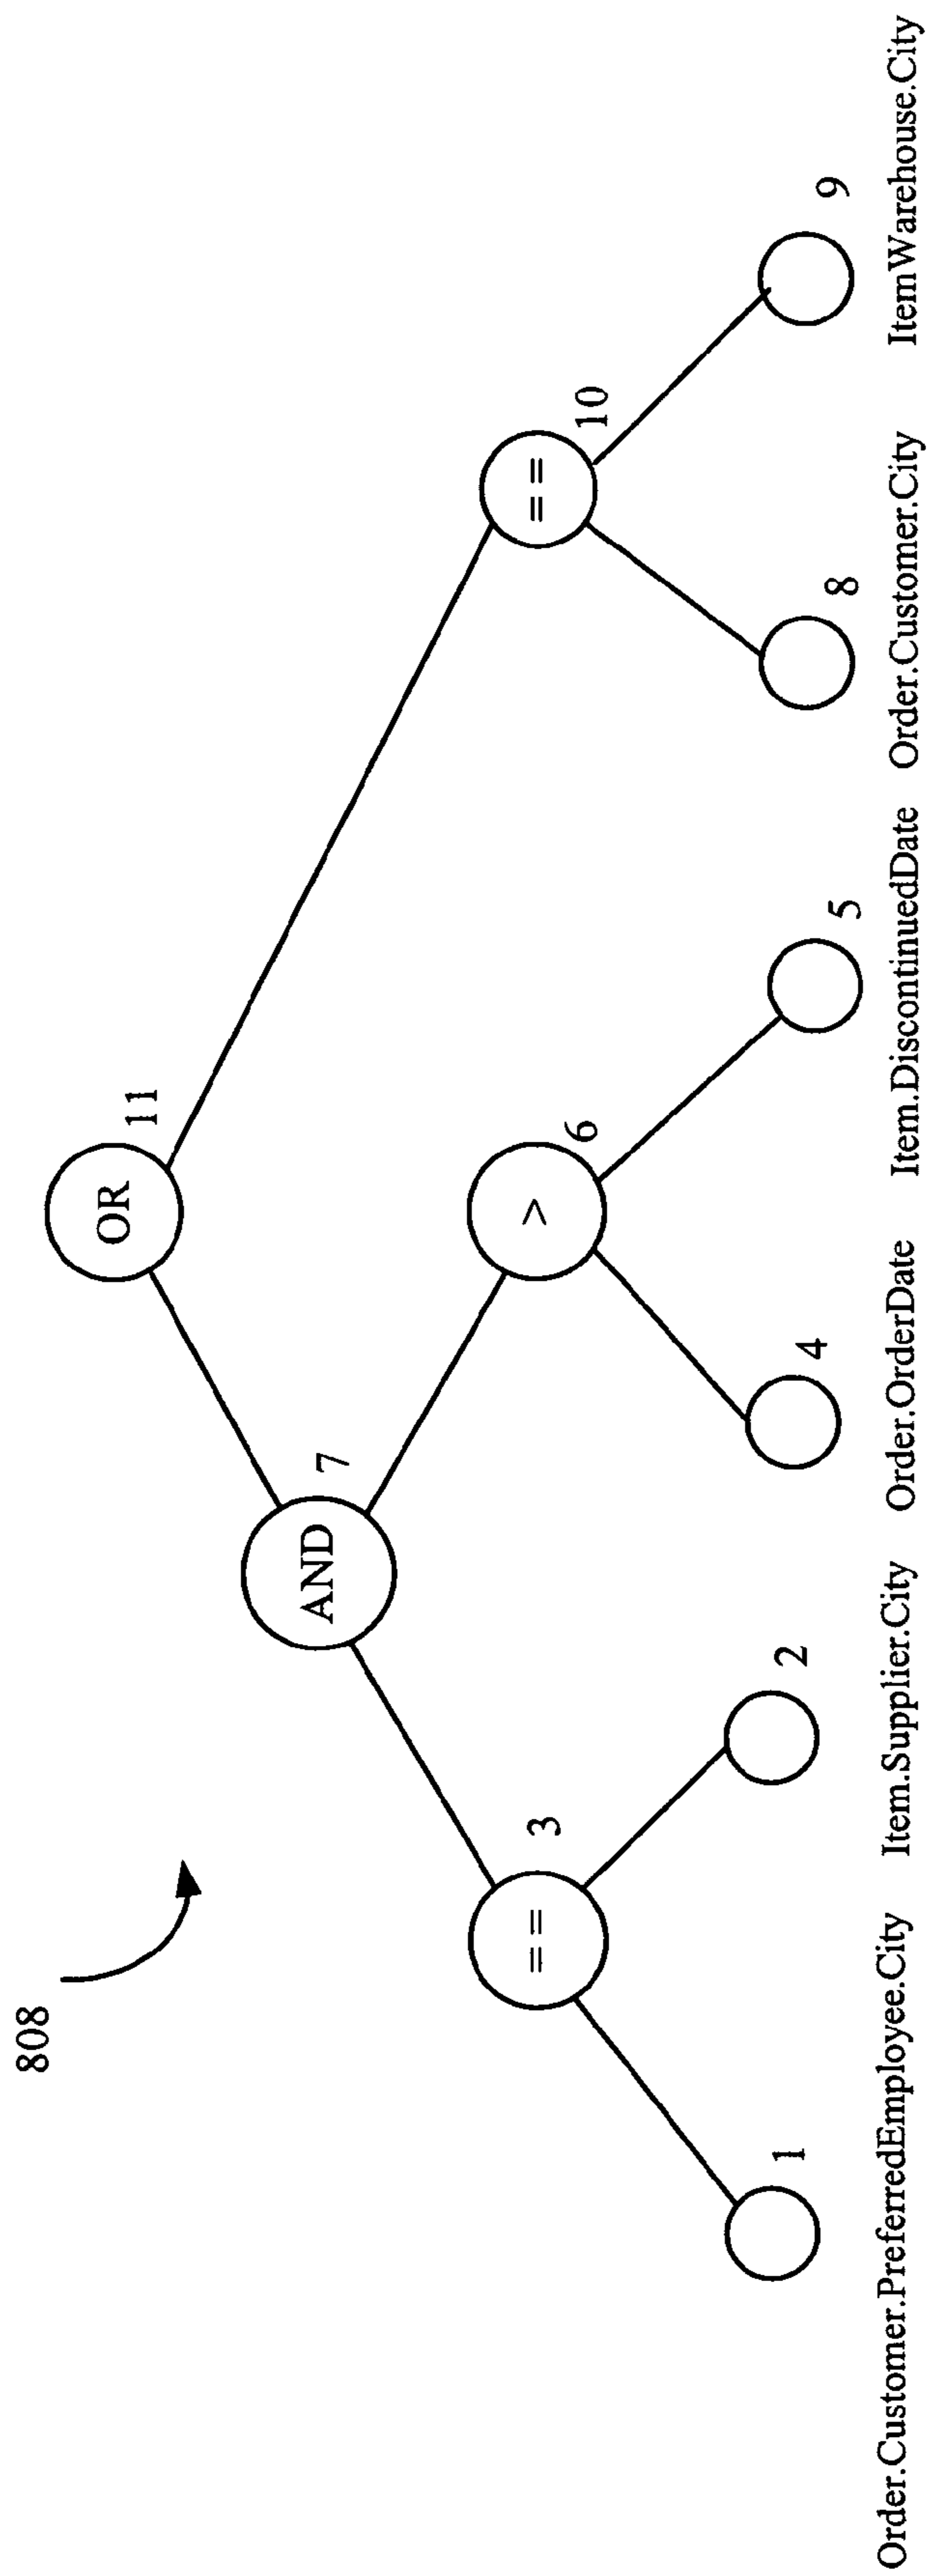 808
OR
11
AND
7
==
3
>
6
==
10
1
2
4
5
8
9
Order.Customer.PreferredEmployee.City
Item.Supplier.City
Order.OrderDate
Item.DiscontinuedDate
Order.Customer.City
ItemWarehouse.City